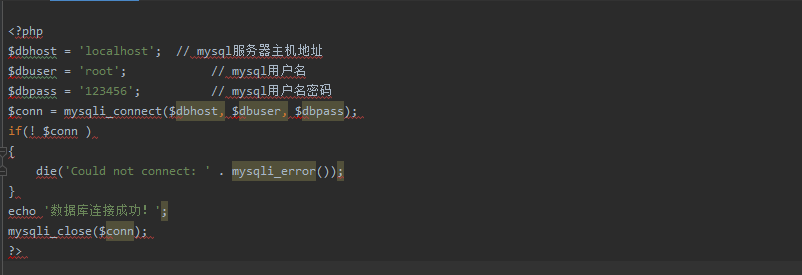 <?php
$dbhost = 'localhost';  // mysql服务器主机地址
$dbuser = 'root';            // mysql用户名
$dbpass = '123456';          // mysql用户名密码
$conn = mysqli_connect($dbhost, $dbuser, $dbpass);
if(! $conn )
{
    die('Could not connect: ' . mysqli_error());
}
echo '数据库连接成功！';
mysqli_close($conn);
?>